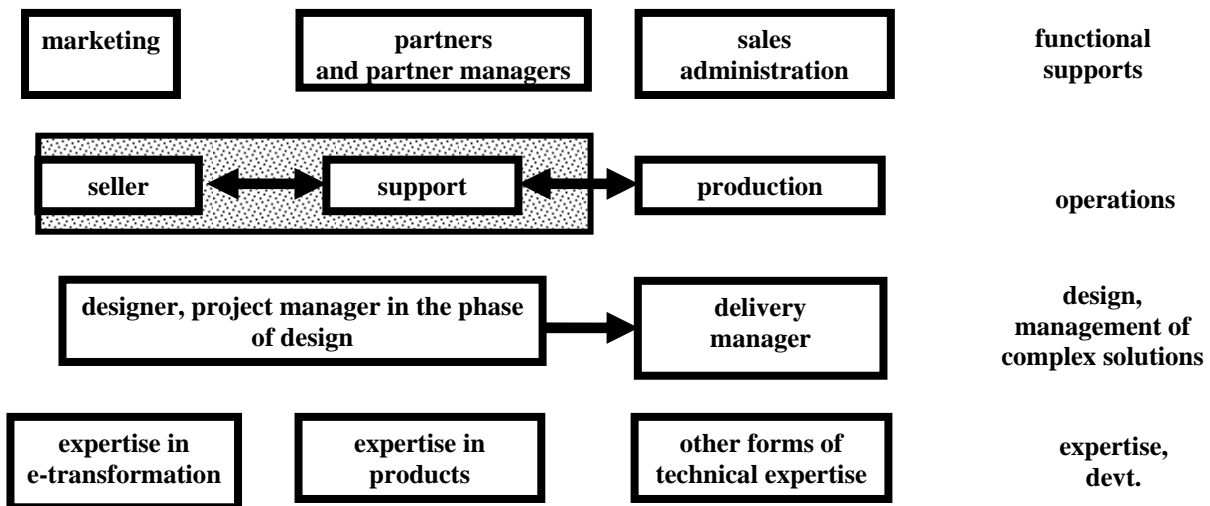 marketing
partners
and partner managers
sales
administration
functional
supports
seller
support
production
operations
designer, project manager in the phase
of design
delivery
manager
design,
management of
complex solutions
expertise in
e-transformation
expertise in
products
other forms of
technical expertise
expertise,
devt.